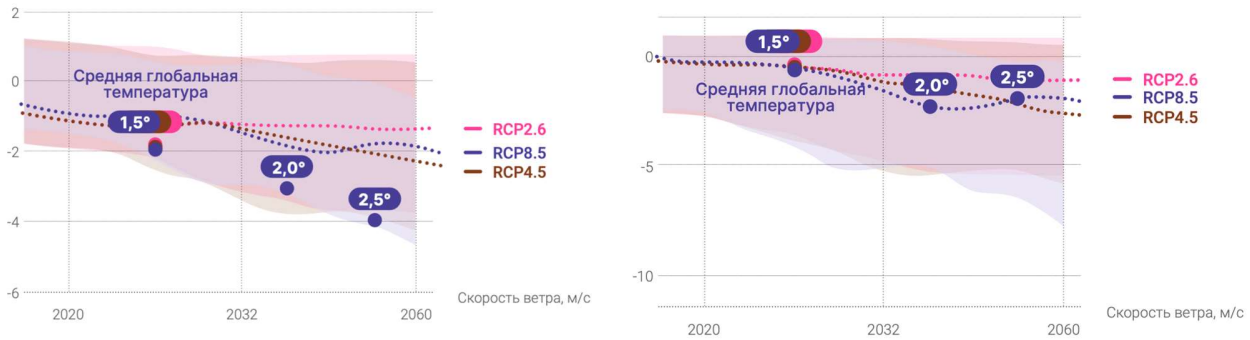 2
0
-2
-4
-6
Средняя глобальная
температура
1,5°
2,0°
2,5°
RCP2.6
RCP8.5
RCP4.5
Скорость ветра, м/с
2020
2032
2060
0
-5
-10
1,5°
Средняя глобальная
температура
2,0°
2,5°
RCP2.6
RCP8.5
RCP4.5
Скорость ветра, м/с
2020
2032
2060